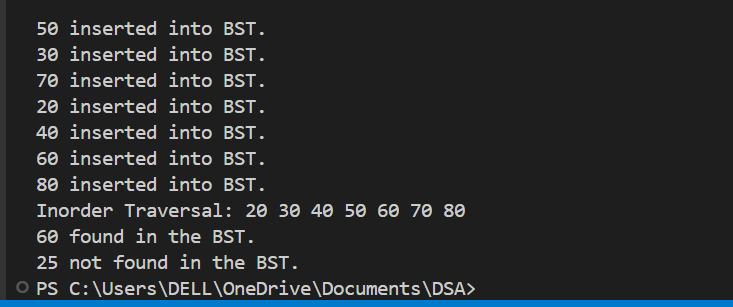 50 inserted into BST.
30 inserted into BST.
70 inserted into BST.
20 inserted into BST.
40 inserted into BST.
60 inserted into BST.
80 inserted into BST.
Inorder Traversal: 20 30 40 50 60 70 80
60 found in the BST.
25 not found in the BST.
PS C:\Users\DELL\OneDrive\Documents\DSA>